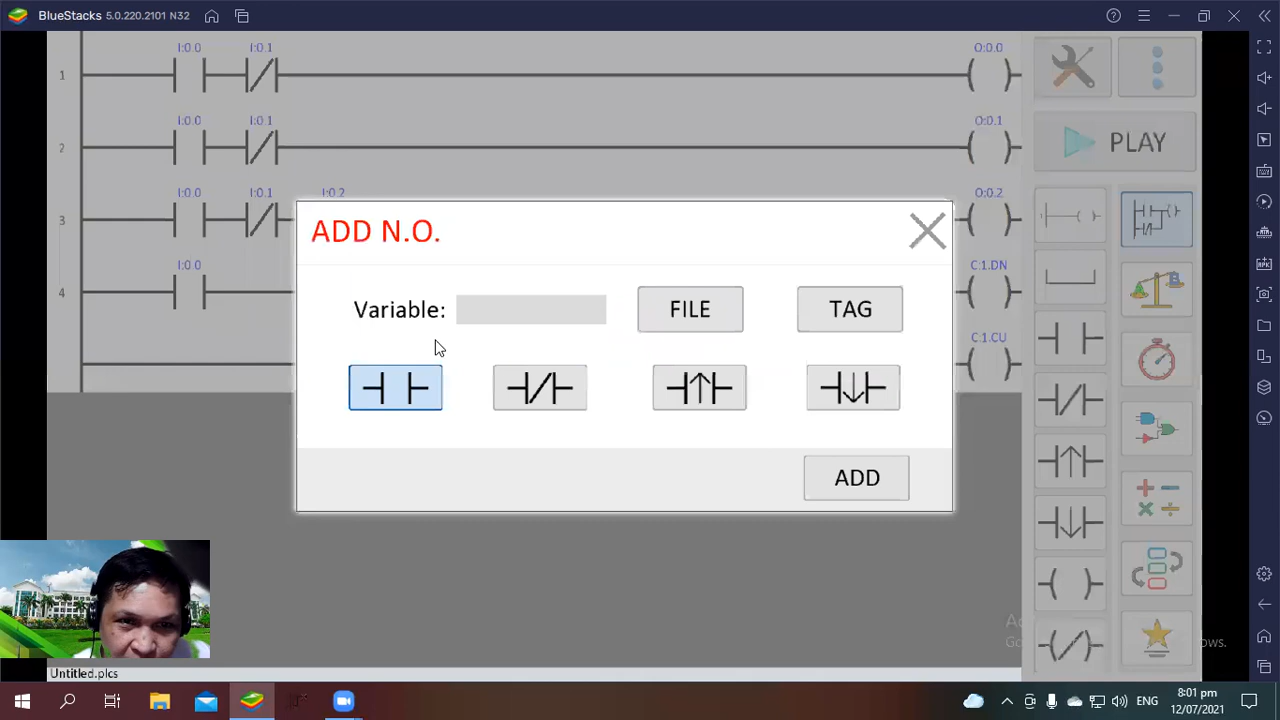 BlueStacks 5.0.220.2101 N32
I:0.0 I:0.1 O:0.0
1
I:0.0 I:0.1 O:0.1
2
PLAY
I:0.0 I:0.1 I:0.2 O:0.2
3
ADD N.O.
I:0.0 C:1.DN
4
Variable: FILE TAG
C:1.CU
ADD
Untitled.plcs
ENG
8:01 pm
12/07/2021